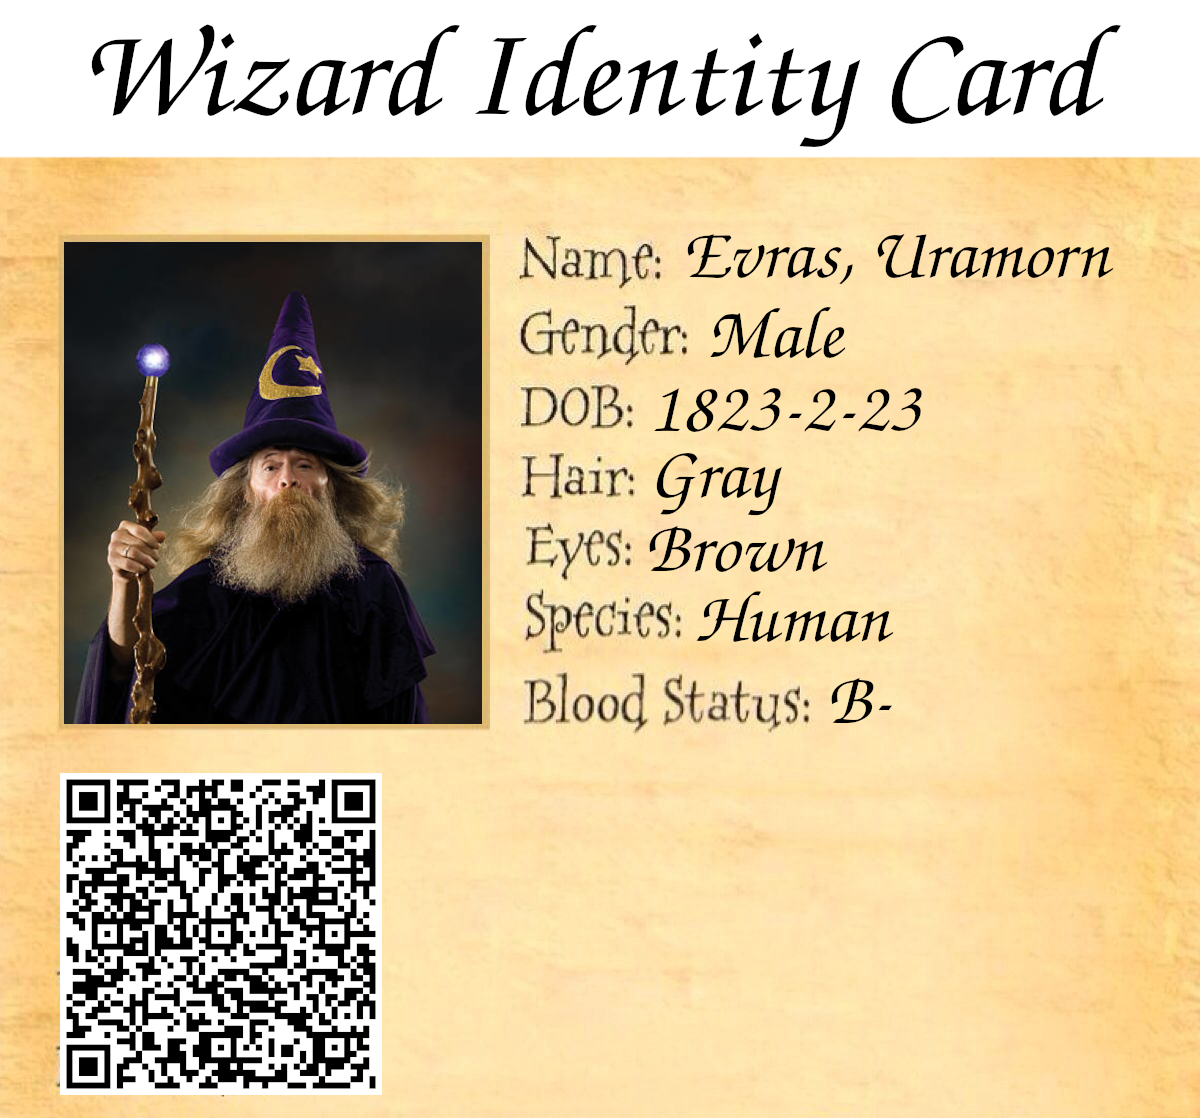 Wizard Identity Card
Name: Evras, Uramorn
Gender: Male
DOB: 1823-2-23
Hair: Gray
Eyes: Brown
Species: Human
Blood Status: B-